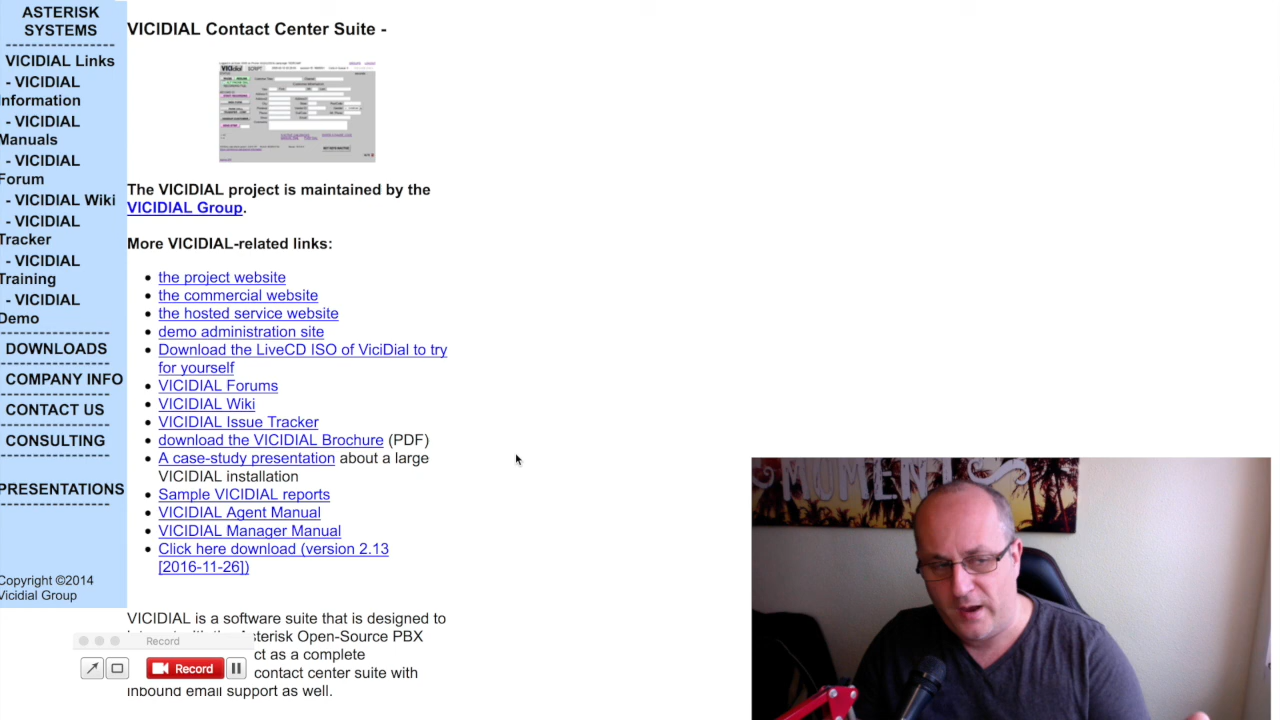 ASTERISK
SYSTEMS
VICIDIAL Links
- VICIDIAL
Information
- VICIDIAL
Manuals
- VICIDIAL
Forum
- VICIDIAL Wiki
- VICIDIAL
Tracker
- VICIDIAL
Training
- VICIDIAL
Demo
DOWNLOADS
COMPANY INFO
CONTACT US
CONSULTING
PRESENTATIONS
Copyright ©2014
Vicidial Group
VICIDIAL Contact Center Suite -
The VICIDIAL project is maintained by the
VICIDIAL Group.
More VICIDIAL-related links:
the project website
the commercial website
the hosted service website
demo administration site
Download the LiveCD ISO of ViciDial to try
for yourself
VICIDIAL Forums
VICIDIAL Wiki
VICIDIAL Issue Tracker
download the VICIDIAL Brochure (PDF)
A case-study presentation about a large
VICIDIAL installation
Sample VICIDIAL reports
VICIDIAL Agent Manual
VICIDIAL Manager Manual
Click here download (version 2.13
[2016-11-26])
VICIDIAL is a software suite that is designed to
Asterisk Open-Source PBX
ct as a complete
contact center suite with
inbound email support as well.
Record
Record
MOMENT